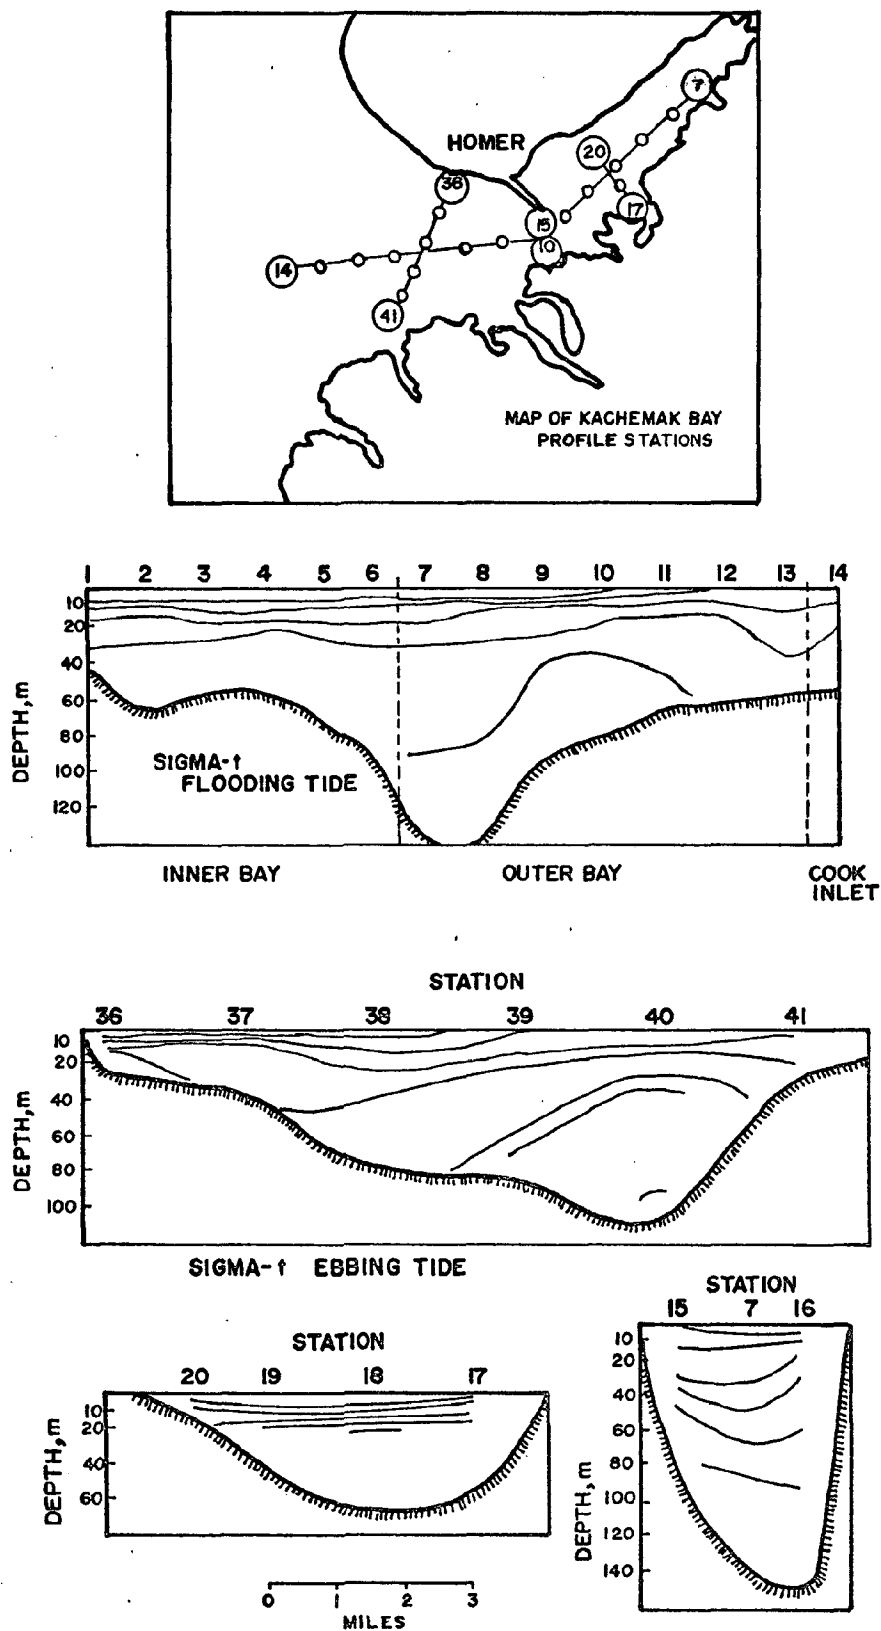 HOMER
7
20
38
17
15
10
14
41
MAP OF KACHEMAK BAY
PROFILE STATIONS
1 2 3 4 5 6 7 8 9 10 11 12 13 14
10
20
40
60
80
100
120
DEPTH,m
SIGMA-t
FLOODING TIDE
INNER BAY
OUTER BAY
COOK
INLET
STATION
36 37 38 39 40 41
10
20
40
60
80
100
DEPTH,m
SIGMA-t EBBING TIDE
STATION
20 19 18 17
10
20
40
60
DEPTH,m
0 1 2 3
MILES
STATION
15 7 16
10
20
40
60
80
100
120
140
DEPTH,m